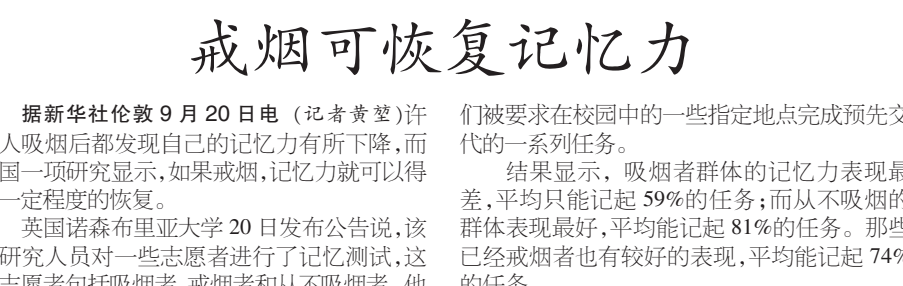 戒烟可恢复记忆力
据新华社伦敦9月20日电 (记者黄堃)许
人吸烟后都发现自己的记忆力有所下降,而
国一项研究显示,如果戒烟,记忆力就可以得
一定程度的恢复。
英国诺森布里亚大学20日发布公告说,该
研究人员对一些志愿者进行了记忆测试,这
志愿者包括吸烟者、戒烟者和从不吸烟者。他
们被要求在校园中的一些指定地点完成预先交
代的一系列任务。
结果显示,吸烟者群体的记忆力表现最
差,平均只能记起59%的任务;而从不吸烟的
群体表现最好,平均能记起81%的任务。那些
已经戒烟者也有较好的表现,平均能记起74%
的任务